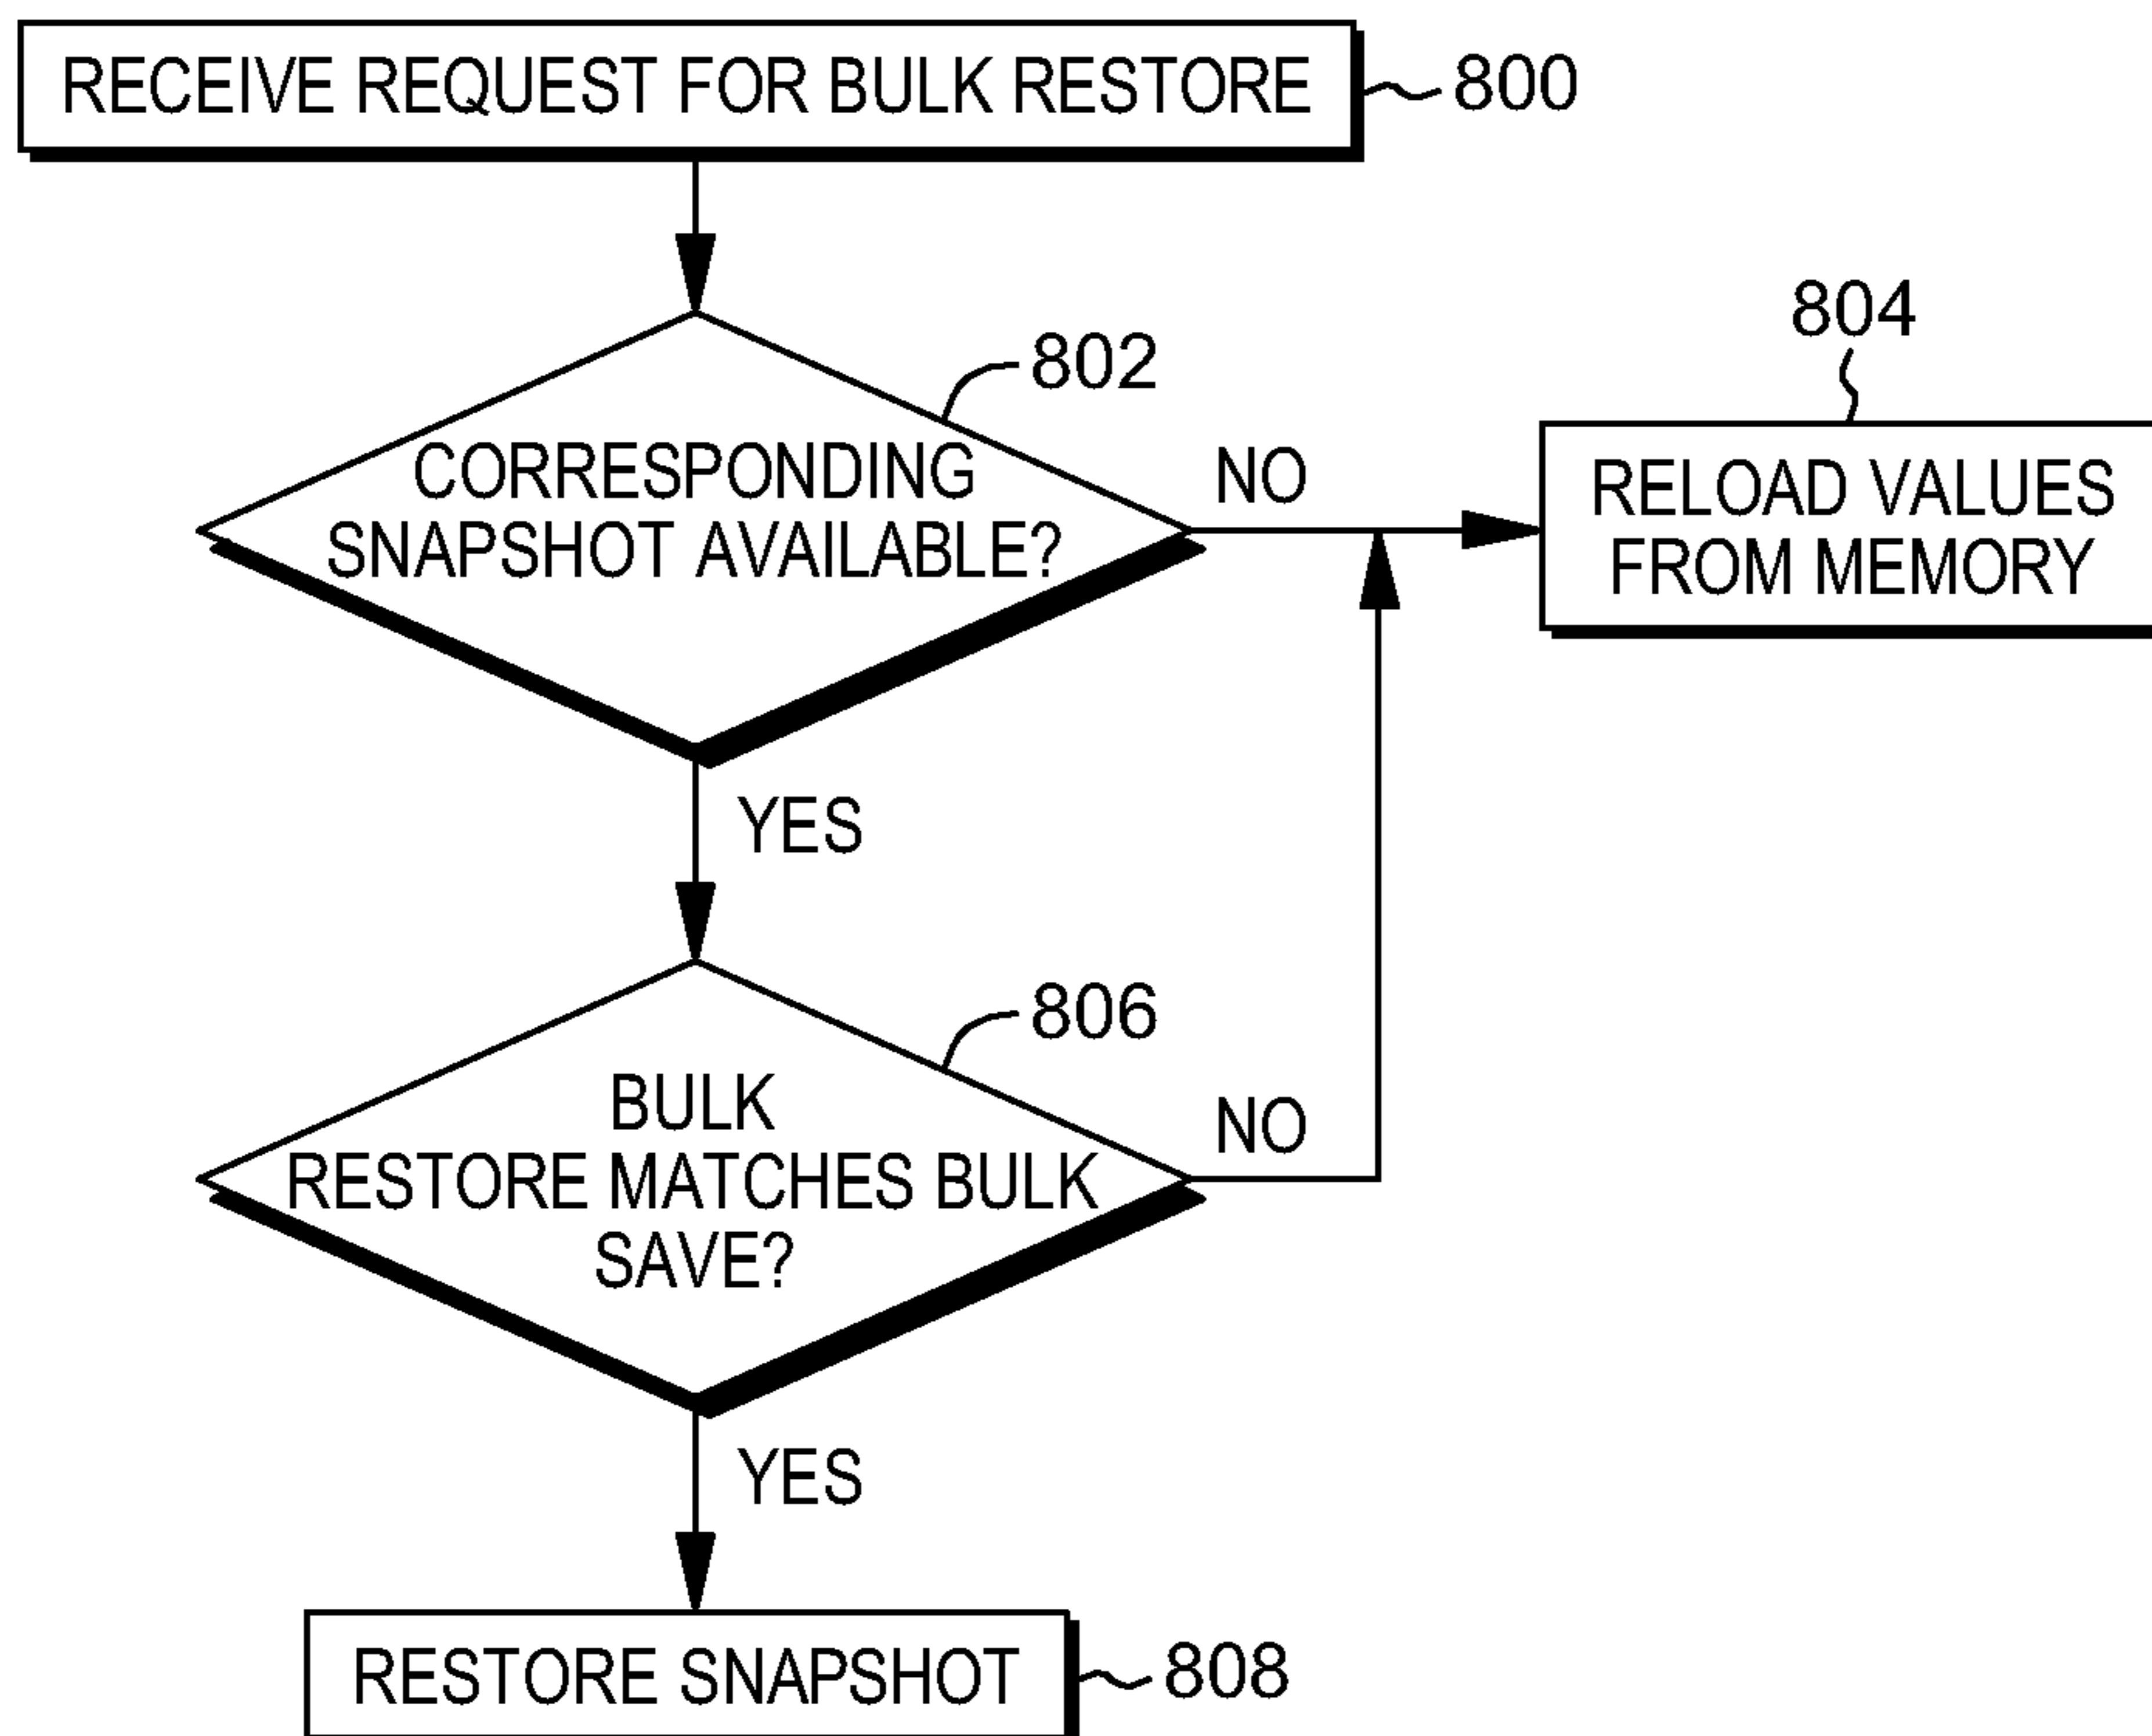 RECEIVE REQUEST FOR BULK RESTORE
800
802
CORRESPONDING
SNAPSHOT AVAILABLE?
NO
804
RELOAD VALUES
FROM MEMORY
YES
806
BULK
RESTORE MATCHES BULK
SAVE?
NO
YES
RESTORE SNAPSHOT
808